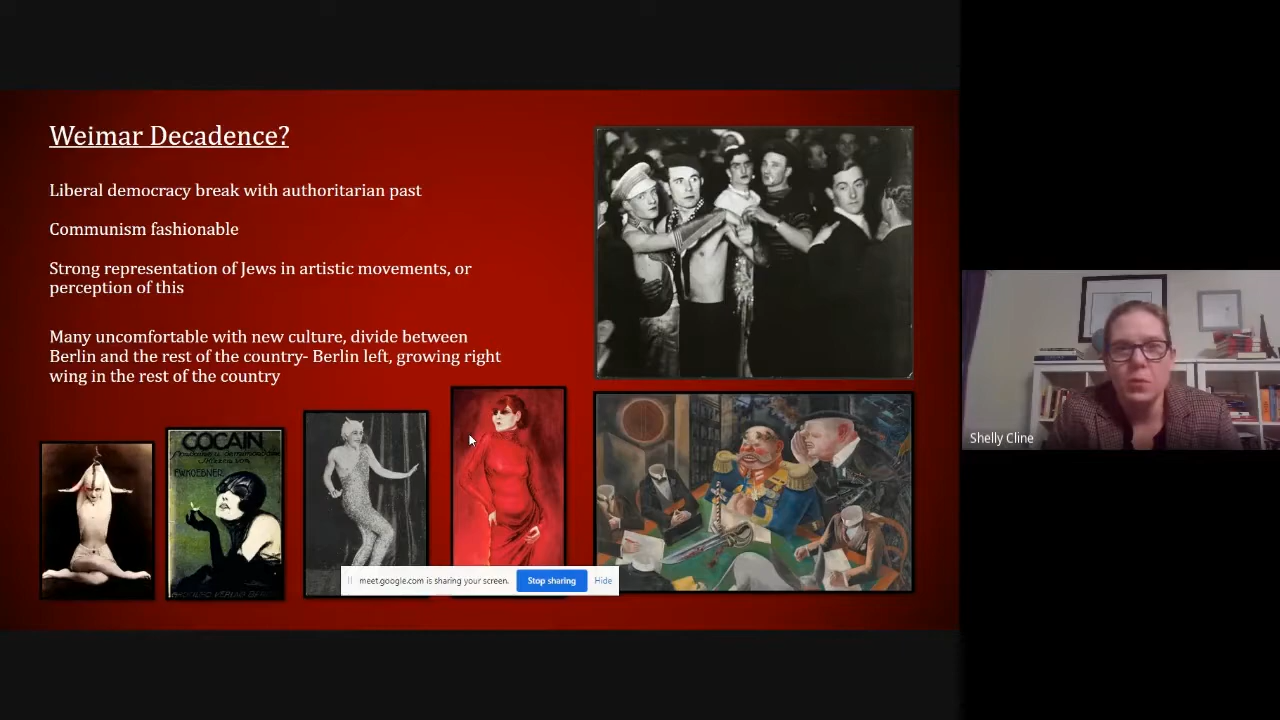 Weimar Decadence?
Liberal democracy break with authoritarian past
Communism fashionable
Strong representation of Jews in artistic movements, or
perception of this
Many uncomfortable with new culture, divide between
Berlin and the rest of the country- Berlin left, growing right
wing in the rest of the country
COCAIN
meet.google.com is sharing your screen.
Stop sharing
Hide
Shelly Cline